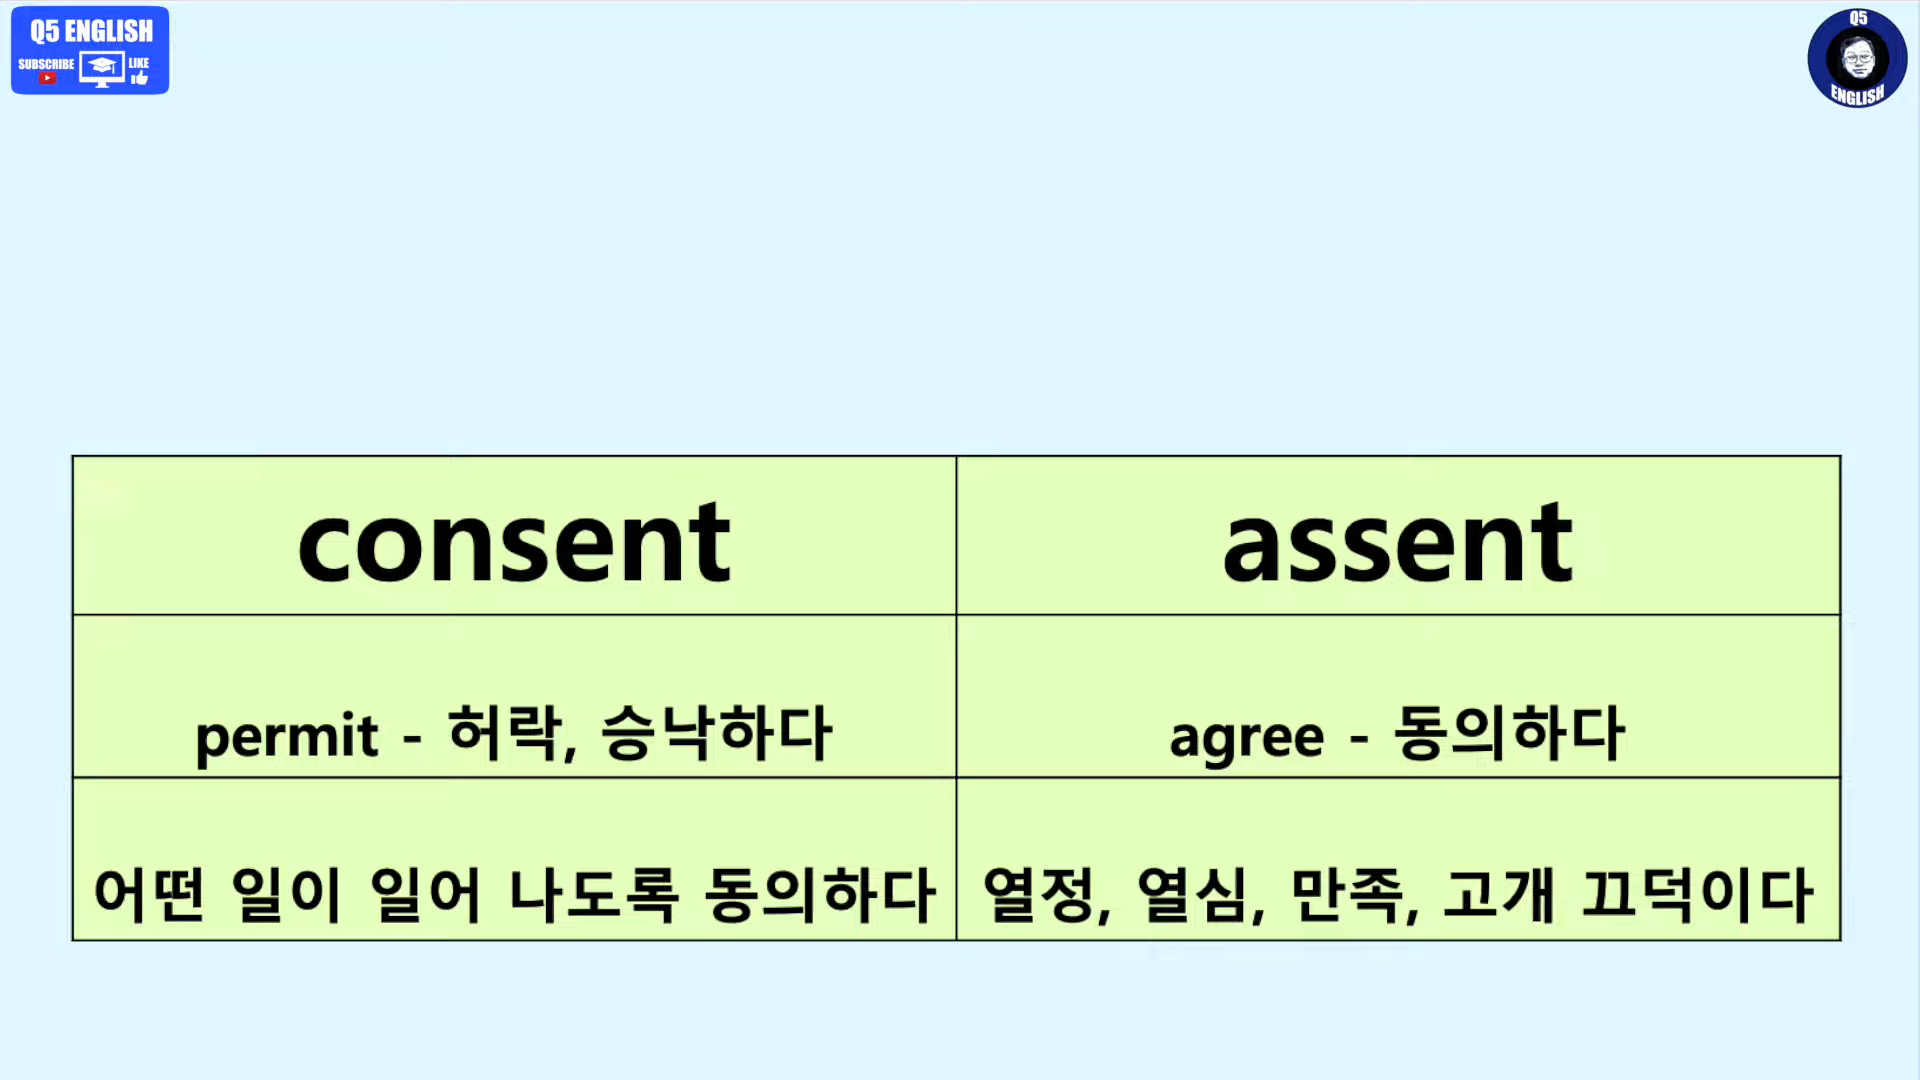 Q5 ENGLISH
SUBSCRIBE
LIKE
Q5
ENGLISH
consent
assent
permit - 허락, 승낙하다
agree - 동의하다
어떤 일이 일어 나도록 동의하다
열정, 열심, 만족, 고개 끄덕이다